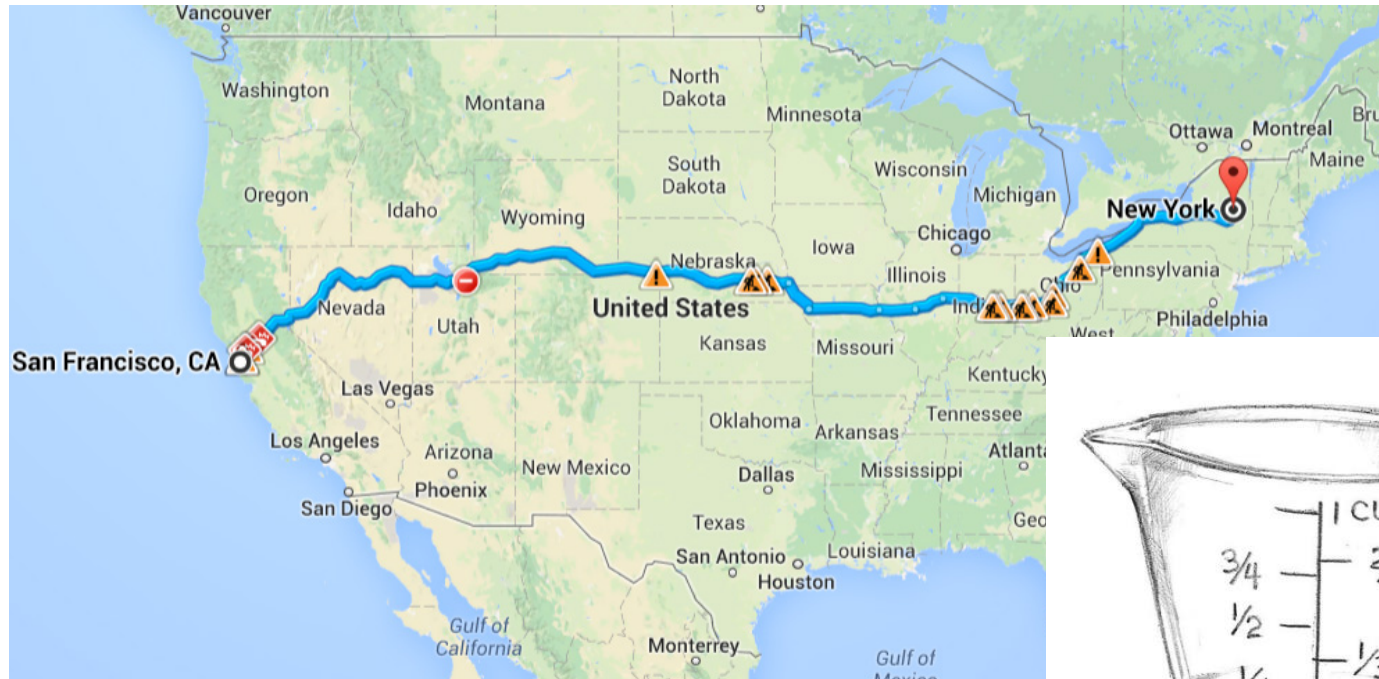 Vancouver
Washington
Montana
North
Dakota
Minnesota
Ottawa
Montreal
Maine
Oregon
Idaho
Wyoming
South
Dakota
Wisconsin
Michigan
New York
Nebraska
Iowa
Chicago
Illinois
Ohio
Pennsylvania
Nevada
Utah
United States
Philadelphia
San Francisco, CA
Kansas
Missouri
West
Las Vegas
Los Angeles
Arizona
Phoenix
New Mexico
Oklahoma
Arkansas
Tennessee
San Diego
Dallas
Mississippi
Texas
San Antonio
Houston
Louisiana
Gulf of
California
Monterrey
Gulf of
3/4
1/2